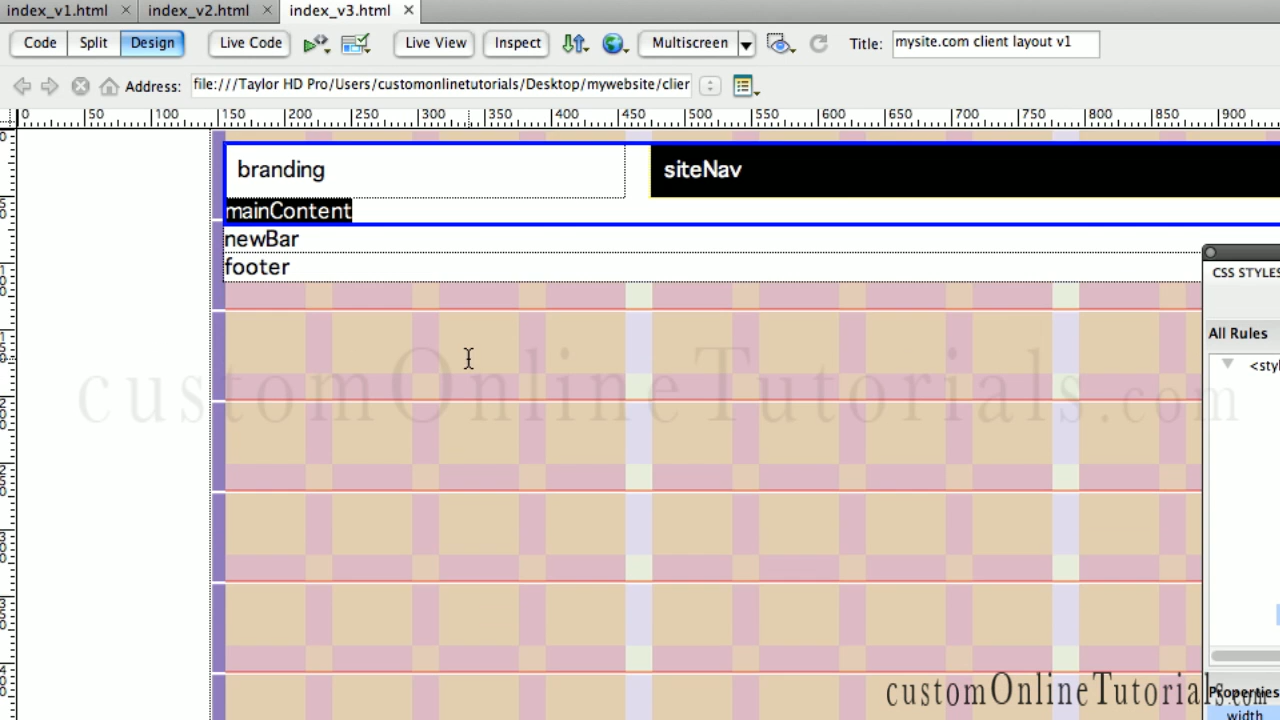 index_v1.html × index_v2.html × index_v3.html ×
Code Split Design Live Code Live View Inspect Multiscreen Title: mysite.com client layout v1
Address: file:///Taylor HD Pro/Users/customonlinetutorials/Desktop/mywebsite/clier
0 50 100 150 200 250 300 350 400 450 500 550 600 650 700 750 800 850 900
branding siteNav
mainContent
newBar
footer
CSS STYLES
All Rules
<styl
customOnlineTutorials.com
customOnlineTutorials.com
Properties
width